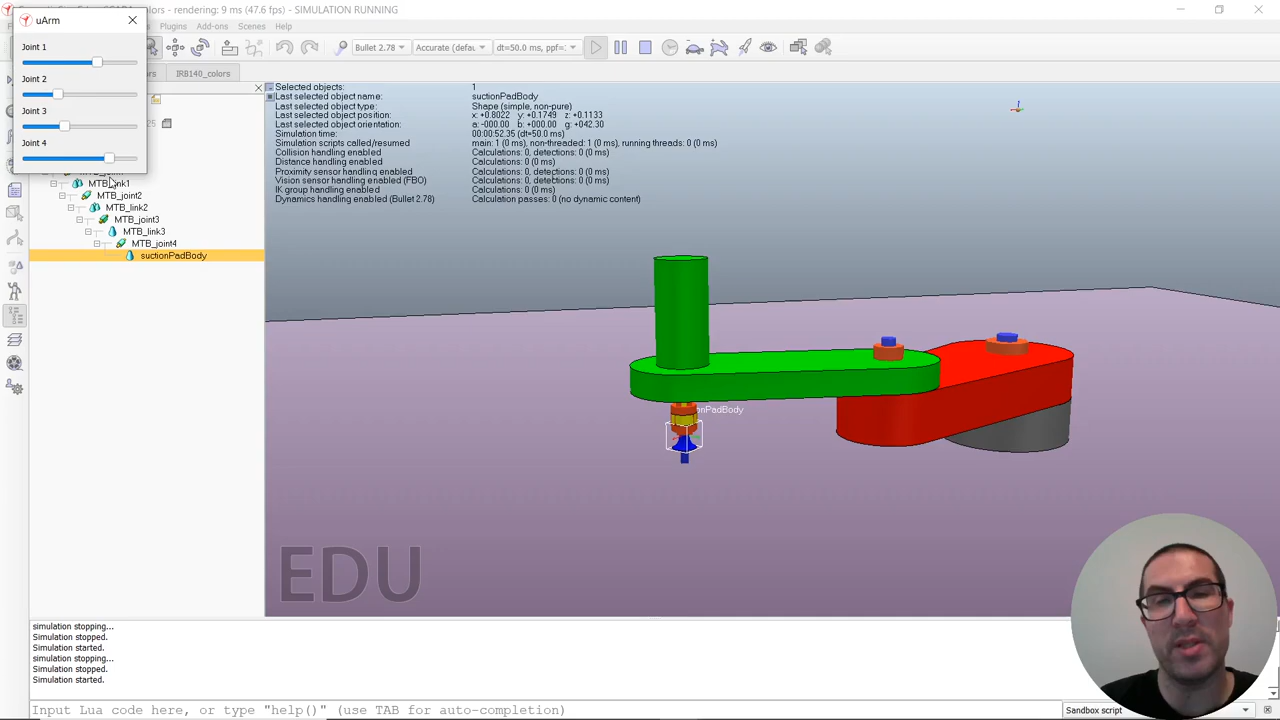 uArm
colors - rendering: 9 ms (47.6 fps) - SIMULATION RUNNING
Plugins Add-ons Scenes Help
Joint 1
Joint 2
Joint 3
Joint 4
Bullet 2.78
Accurate (defau
dt=50.0 ms, ppf=
IRB140_colors
Selected objects: 1
Last selected object name: suctionPadBody
Last selected object type: Shape (simple, non-pure)
Last selected object position: x: +0.8022 y: +0.1749 z: +0.1133
Last selected object orientation: a: -000.00 b: +000.00 g: +042.30
Simulation time: 00:00:52.35 (dt=50.0 ms)
Simulation scripts called/resumed main: 1 (0 ms), non-threaded: 1 (0 ms), running threads: 0 (0 ms)
Collision handling enabled Calculations: 0, detections: 0 (0 ms)
Distance handling enabled Calculations: 0 (0 ms)
Proximity sensor handling enabled Calculations: 0, detections: 0 (0 ms)
Vision sensor handling enabled (FBO) Calculations: 0, detections: 0 (0 ms)
IK group handling enabled Calculations: 0 (0 ms)
Dynamics handling enabled (Bullet 2.78) Calculation passes: 0 (no dynamic content)
MTB_link1
MTB_joint2
MTB_link2
MTB_joint3
MTB_link3
MTB_joint4
suctionPadBody
onPadBody
EDU
simulation stopping...
Simulation stopped.
Simulation started.
simulation stopping...
Simulation stopped.
Simulation started.
Input Lua code here, or type "help()" (use TAB for auto-completion)
Sandbox script